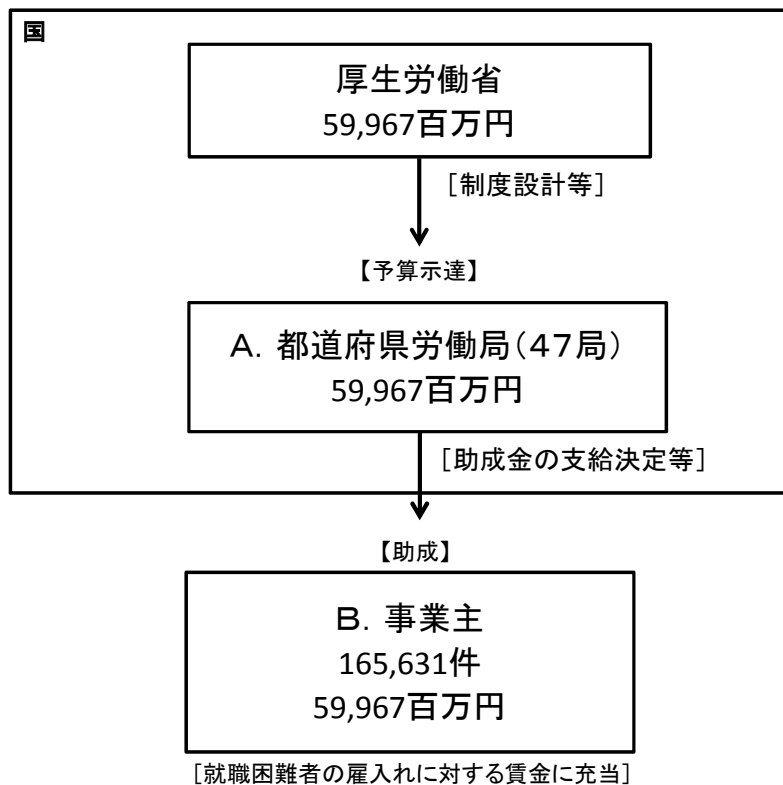 国
厚生労働省
59,967百万円
［制度設計等］
【予算示達】
Ａ．都道府県労働局（４７局）
59,967百万円
［助成金の支給決定等］
【助成】
Ｂ．事業主
165,631件
59,967百万円
［就職困難者の雇入れに対する賃金に充当］